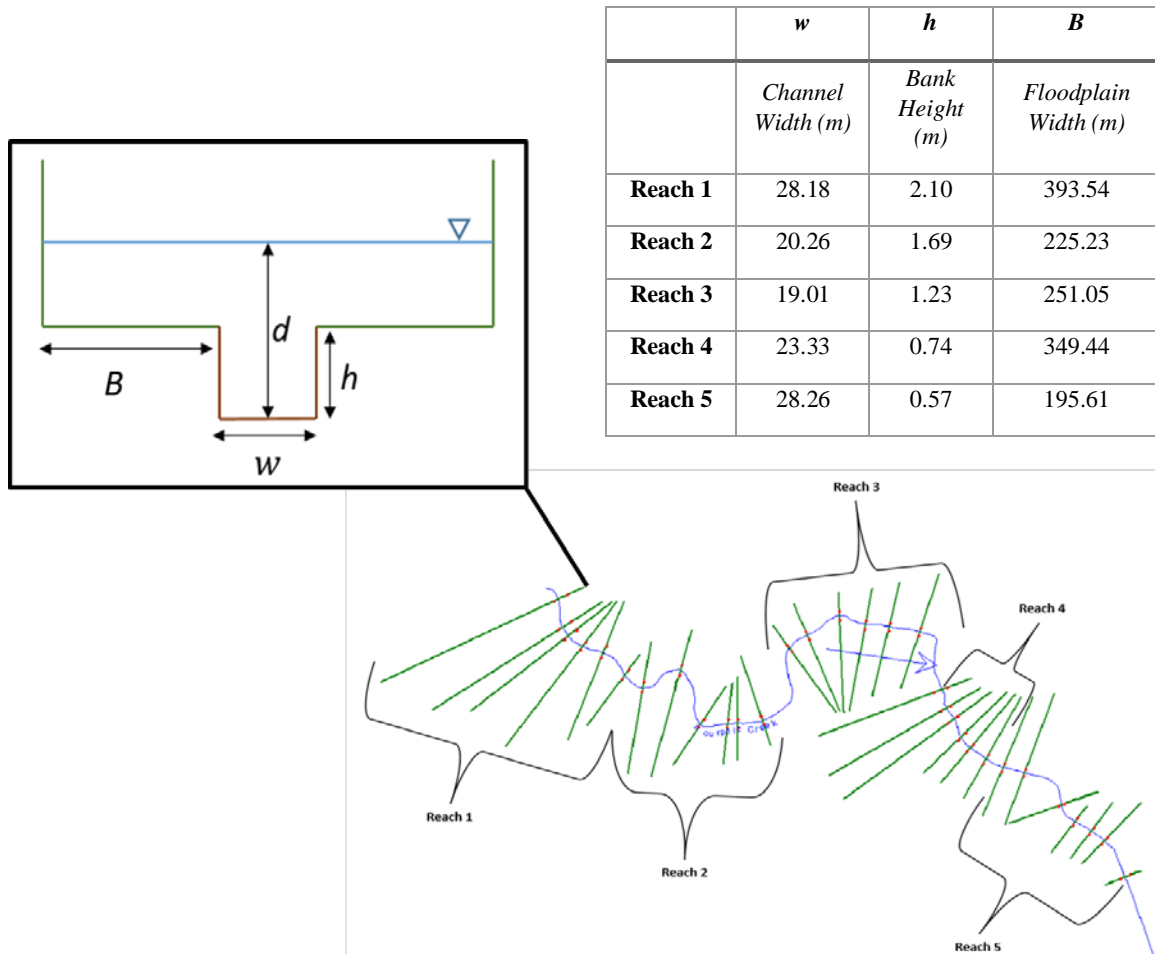 w h B
Channel Width (m) Bank Height (m) Floodplain Width (m)
Reach 1 28.18 2.10 393.54
Reach 2 20.26 1.69 225.23
Reach 3 19.01 1.23 251.05
Reach 4 23.33 0.74 349.44
Reach 5 28.26 0.57 195.61
d
B
h
w
Reach 3
Reach 4
Creek
Reach 1
Reach 2
Reach 5